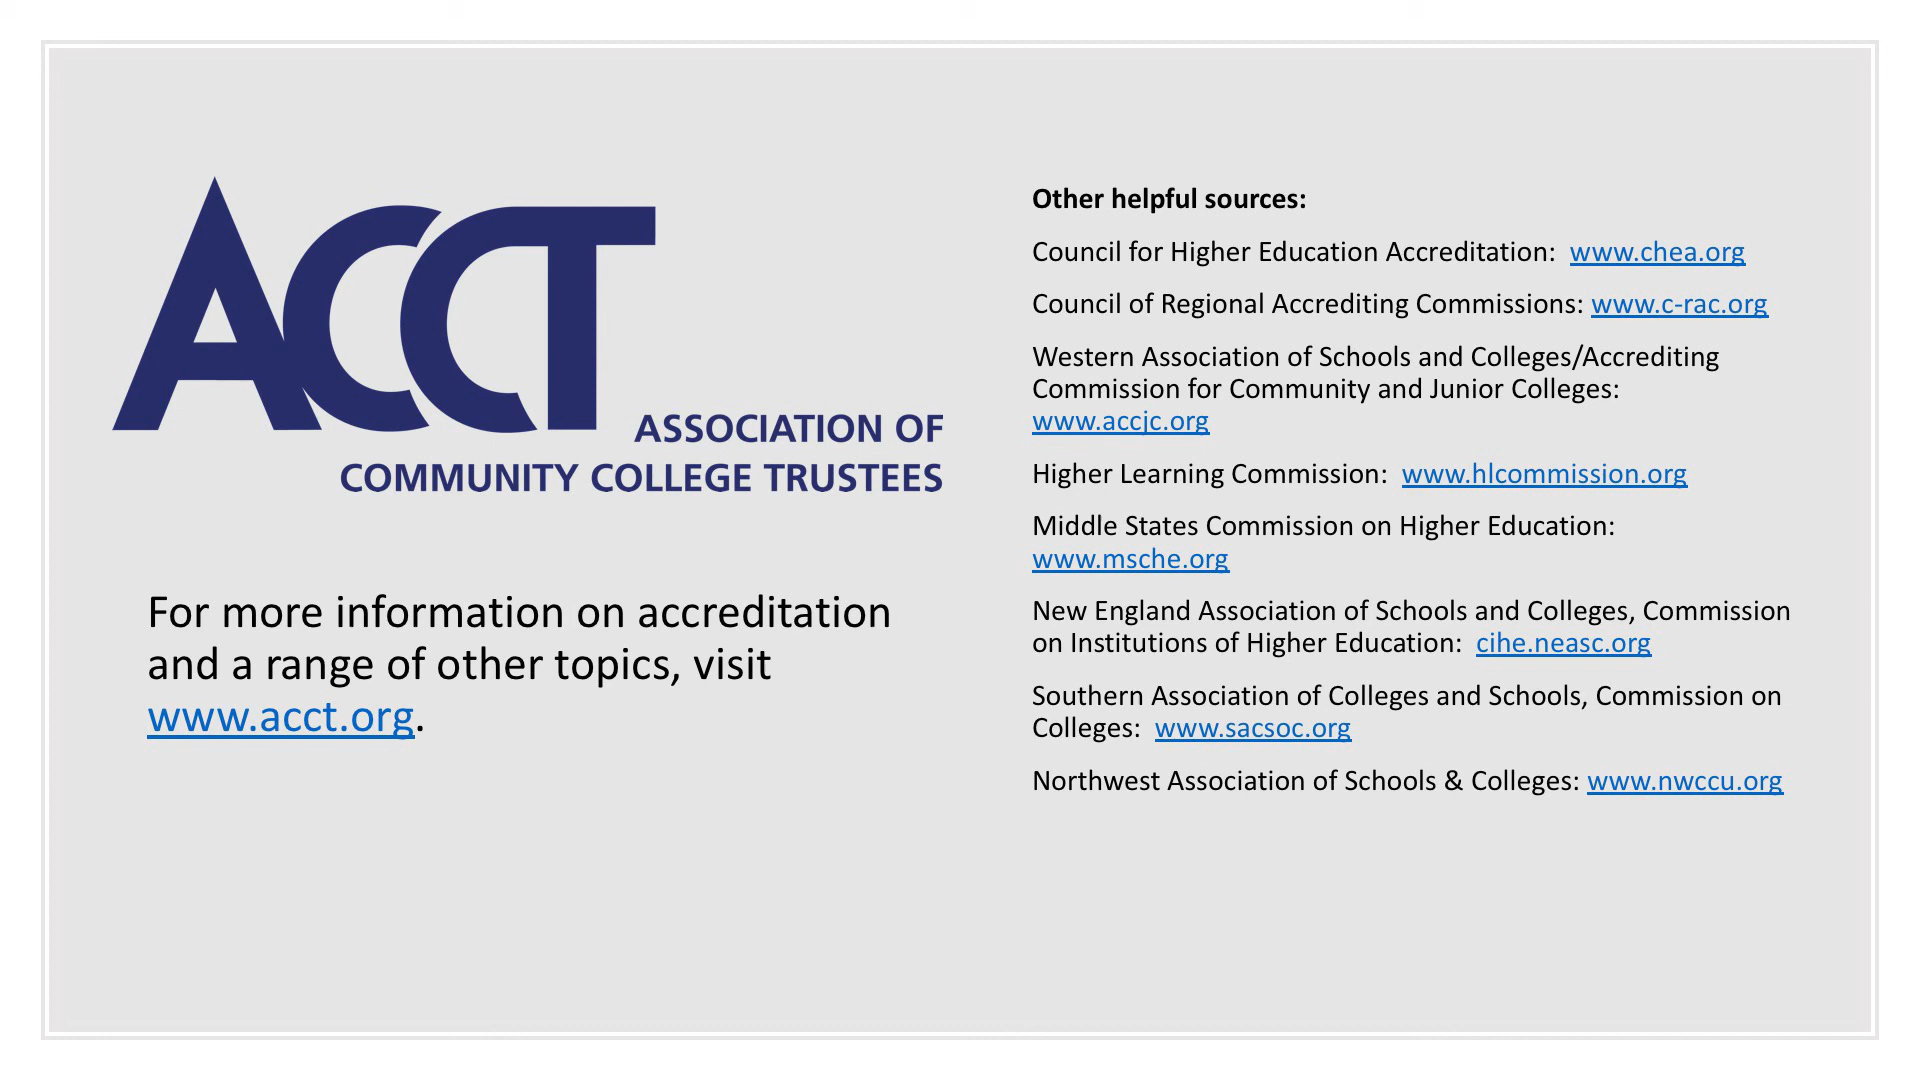 ACCT
ASSOCIATION OF
COMMUNITY COLLEGE TRUSTEES
For more information on accreditation
and a range of other topics, visit
www.acct.org.
Other helpful sources:
Council for Higher Education Accreditation:  www.chea.org
Council of Regional Accrediting Commissions: www.c-rac.org
Western Association of Schools and Colleges/Accrediting
Commission for Community and Junior Colleges:
www.accjc.org
Higher Learning Commission:  www.hlcommission.org
Middle States Commission on Higher Education:
www.msche.org
New England Association of Schools and Colleges, Commission
on Institutions of Higher Education:  cihe.neasc.org
Southern Association of Colleges and Schools, Commission on
Colleges:  www.sacsoc.org
Northwest Association of Schools & Colleges: www.nwccu.org